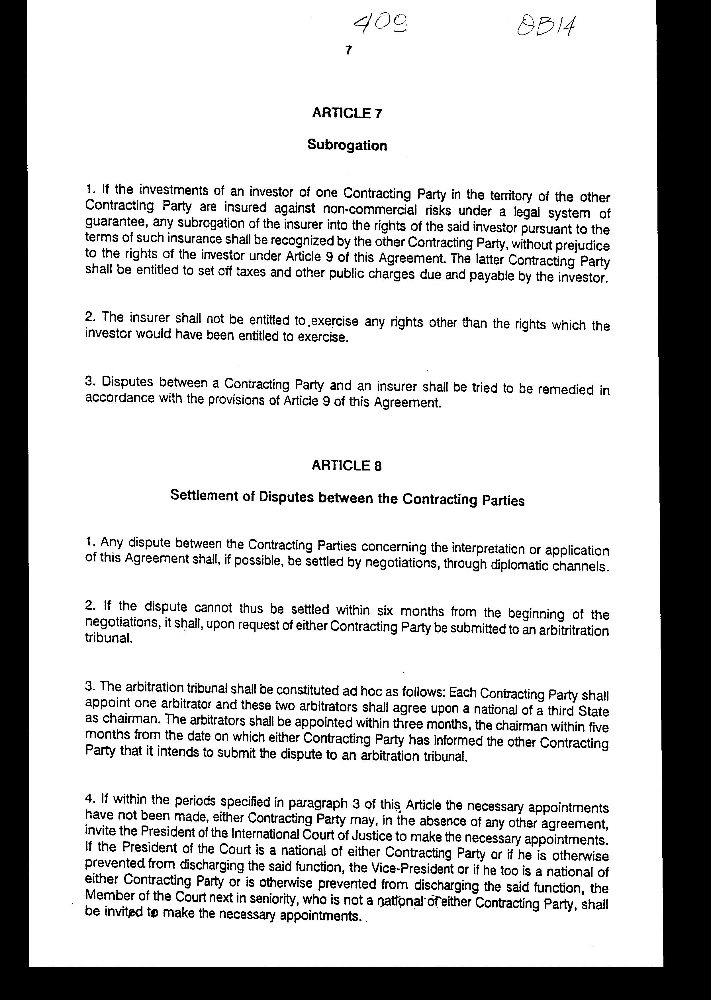 409
7
ARTICLE 7
Subrogation
1. If the investments of an investor of one Contracting Party in the territory of the other
Contracting Party are insured against non-commercial risks under a legal system of
guarantee, any subrogation of the insurer into the rights of the said investor pursuant to the
terms of such insurance shall be recognized by the other Contracting Party, without prejudice
to the rights of the investor under Article 9 of this Agreement. The latter Contracting Party
shall be entitled to set off taxes and other public charges due and payable by the investor.
2. The insurer shall not be entitled to exercise any rights other than the rights which the
investor would have been entitled to exercise.
3. Disputes between a Contracting Party and an insurer shall be tried to be remedied in
accordance with the provisions of Article 9 of this Agreement.
ARTICLE 8
Settlement of Disputes between the Contracting Parties
1. Any dispute between the Contracting Parties concerning the interpretation or application
of this Agreement shall, if possible, be settled by negotiations, through diplomatic channels.
2. If the dispute cannot thus be settled within six months from the beginning of the
negotiations, it shall, upon request of either Contracting Party be submitted to an arbitritration
tribunal.
3. The arbitration tribunal shall be constituted ad hoc as follows: Each Contracting Party shall
appoint one arbitrator and these two arbitrators shall agree upon a national of a third State
as chairman. The arbitrators shall be appointed within three months, the chairman within five
months from the date on which either Contracting Party has informed the other Contracting
Party that it intends to submit the dispute to an arbitration tribunal.
4. If within the periods specified in paragraph 3 of this Article the necessary appointments
have not been made, either Contracting Party may, in the absence of any other agreement,
invite the President of the International Court of Justice to make the necessary appointments.
If the President of the Court is a national of either Contracting Party or if he is otherwise
prevented from discharging the said function, the Vice-President or if he too is a national of
either Contracting Party or is otherwise prevented from discharging the said function, the
Member of the Court next in seniority, who is not a national of either Contracting Party, shall
be invited to make the necessary appointments.